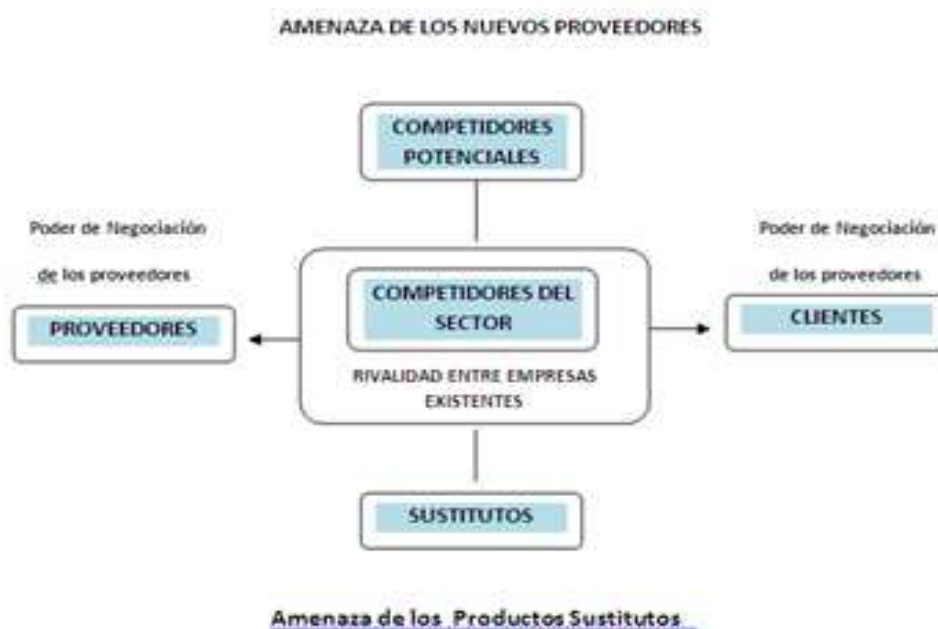 AMENAZA DE LOS NUEVOS PROVEEDORES
COMPETIDORES
POTENCIALES
Poder de Negociación
de los proveedores
PROVEEDORES
COMPETIDORES DEL
SECTOR
RIVALIDAD ENTRE EMPRESAS
EXISTENTES
Poder de Negociación
de los proveedores
CLIENTES
SUSTITUTOS
Amenaza de los Productos Sustitutos